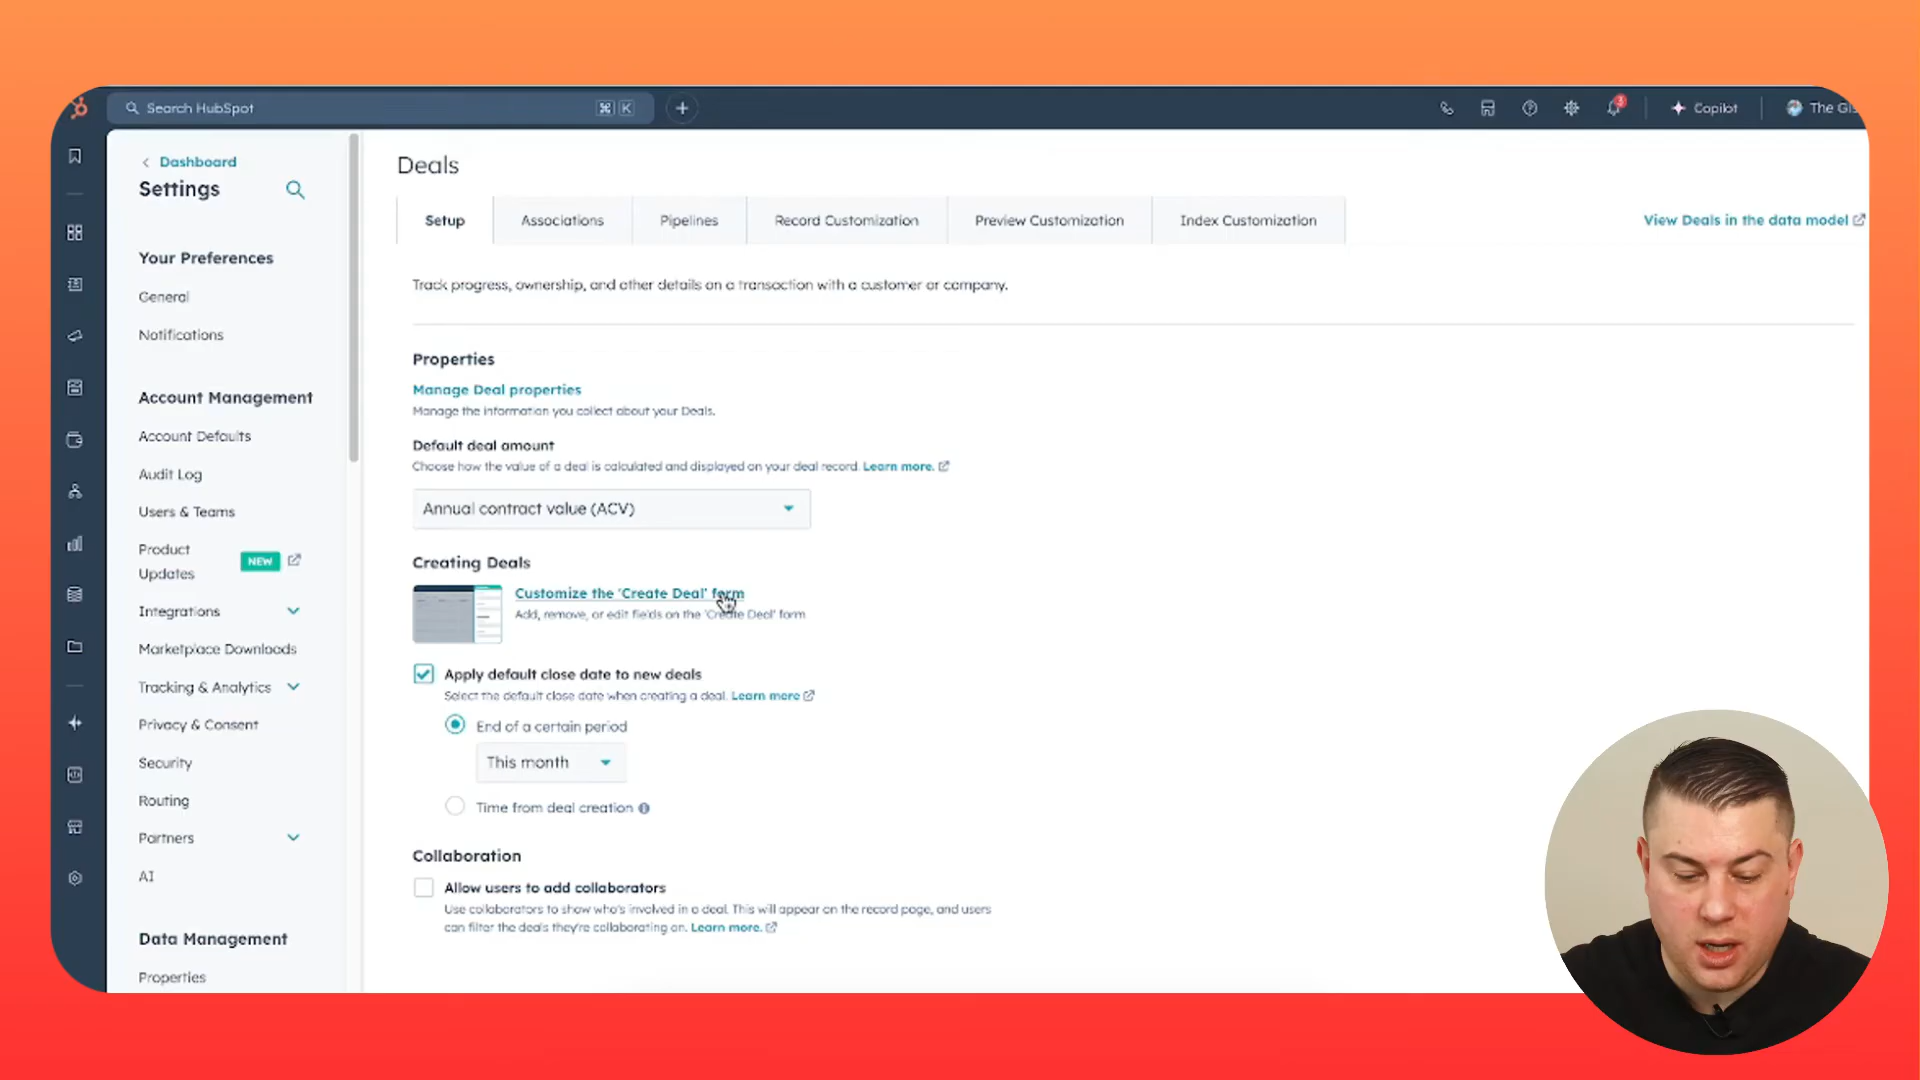 Search HubSpot
⌘ K
+
3
Copilot
Dashboard
Settings
Your Preferences
General
Notifications
Account Management
Account Defaults
Audit Log
Users & Teams
Product
Updates
NEW
Integrations
Marketplace Downloads
Tracking & Analytics
Privacy & Consent
Security
Routing
Partners
AI
Data Management
Properties
Deals
Setup
Associations
Pipelines
Record Customization
Preview Customization
Index Customization
View Deals in the data model
Track progress, ownership, and other details on a transaction with a customer or company.
Properties
Manage Deal properties
Manage the information you collect about your Deals.
Default deal amount
Choose how the value of a deal is calculated and displayed on your deal record. Learn more.
Annual contract value (ACV)
Creating Deals
Customize the 'Create Deal' form
Add, remove, or edit fields on the 'Create Deal' form
Apply default close date to new deals
Select the default close date when creating a deal. Learn more
End of a certain period
This month
Time from deal creation
Collaboration
Allow users to add collaborators
Use collaborators to show who's involved in a deal. This will appear on the record page, and users
can filter the deals they're collaborating on. Learn more.